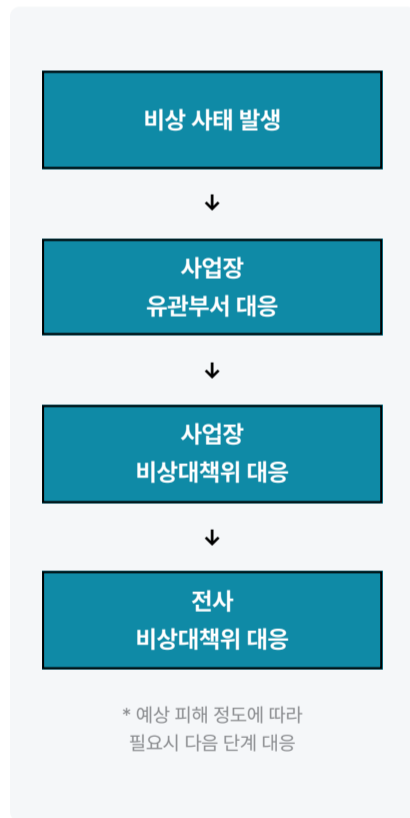 비상 사태 발생
↓
사업장
유관부서 대응
↓
사업장
비상대책위 대응
↓
전사
비상대책위 대응
* 예상 피해 정도에 따라
필요시 다음 단계 대응